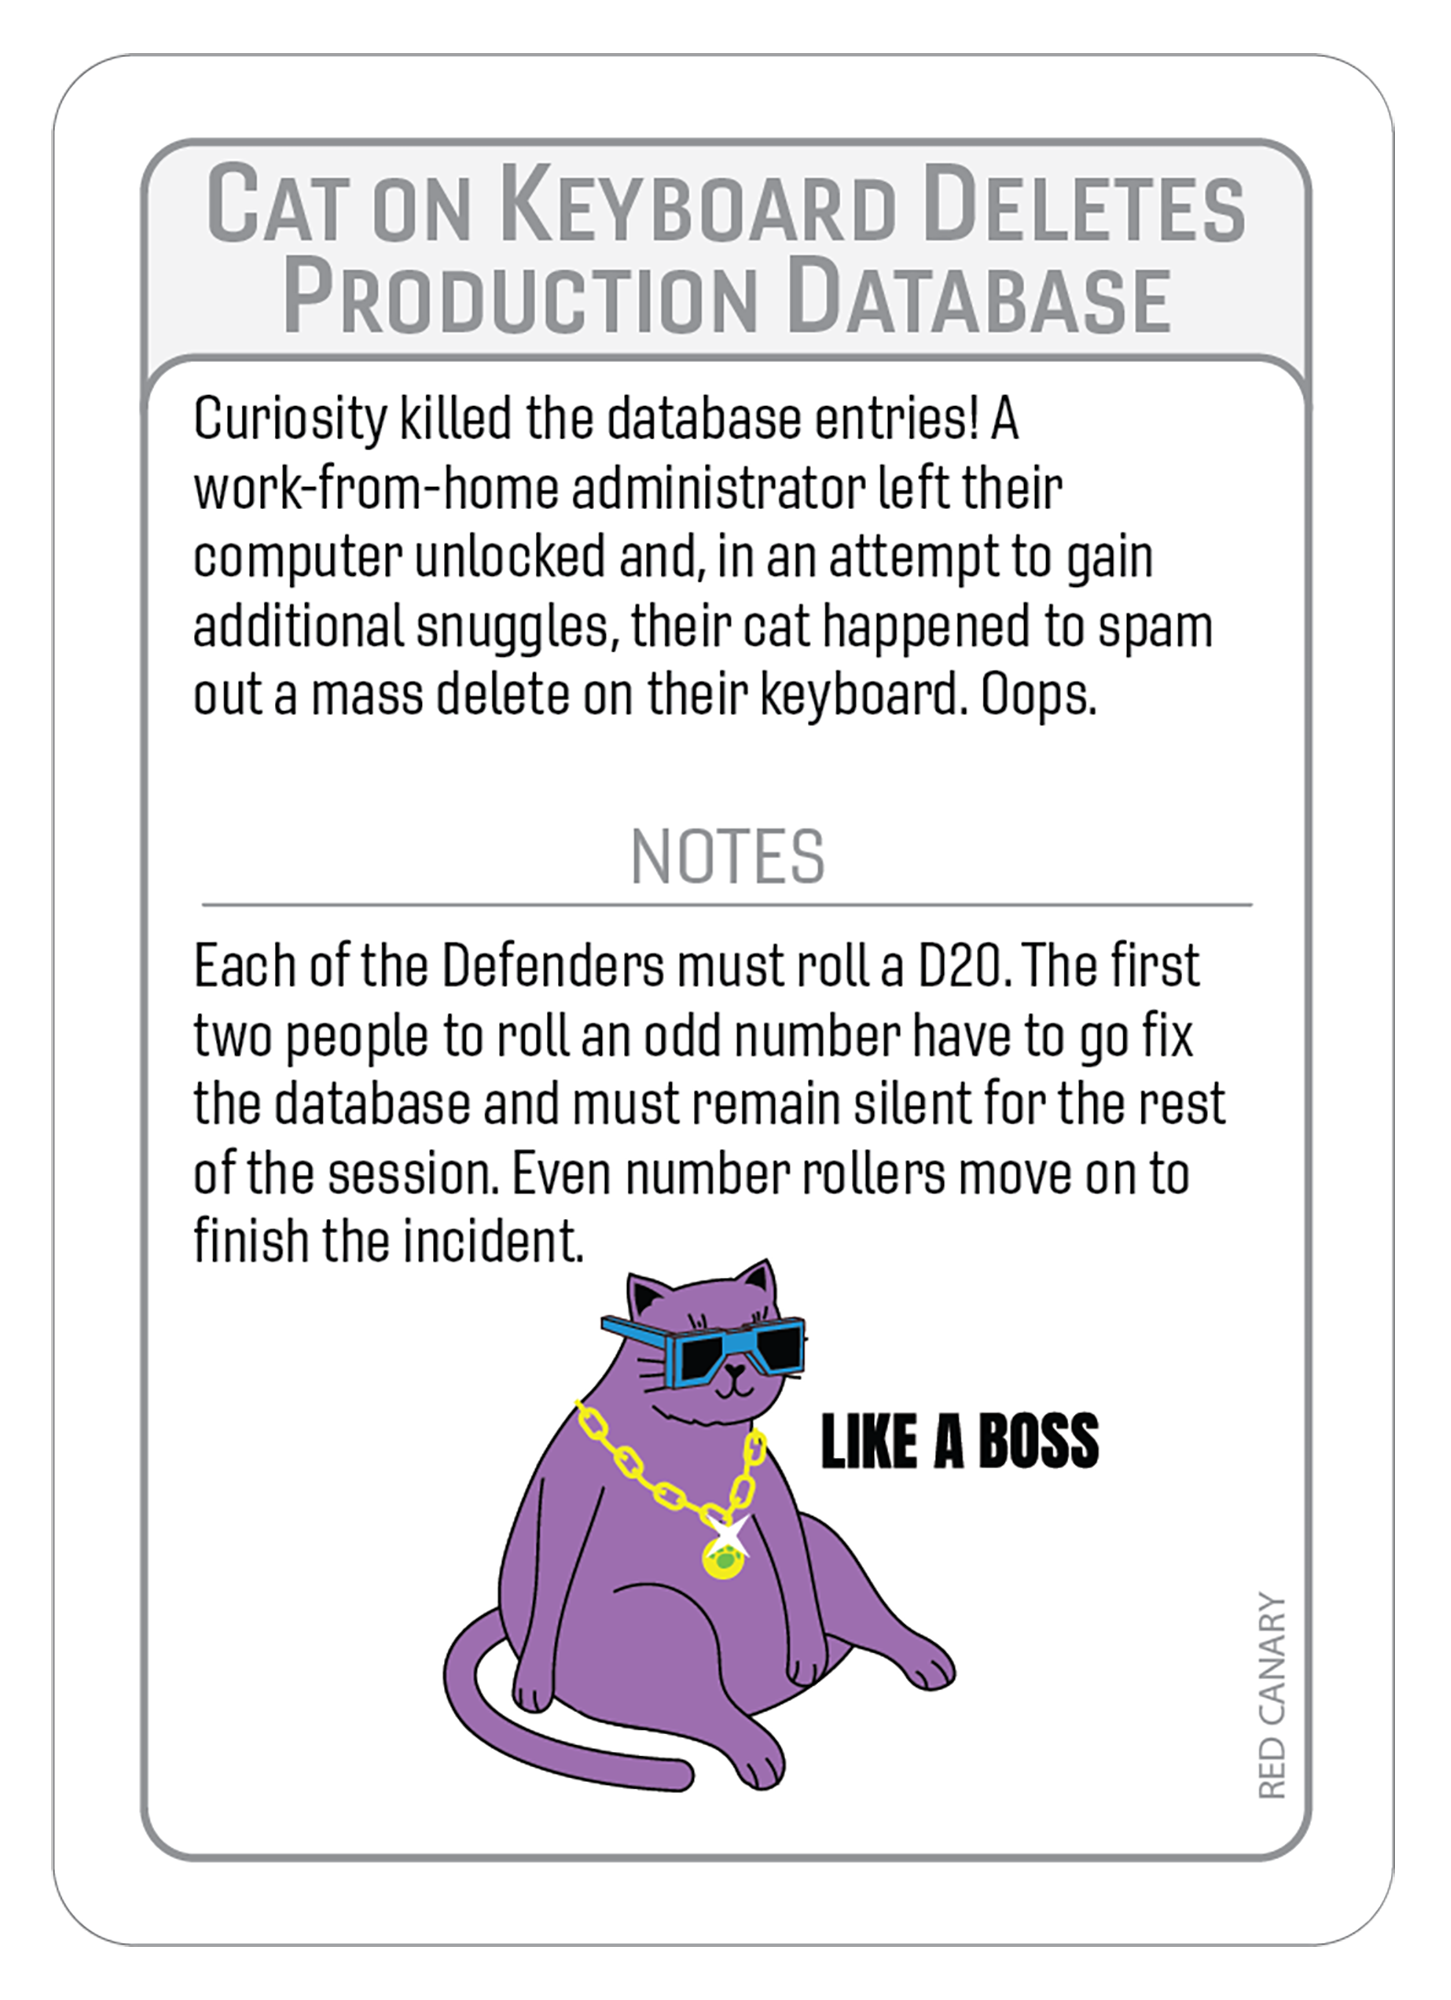 CAT ON KEYBOARD DELETES
PRODUCTION DATABASE
Curiosity killed the database entries! A
work-from-home administrator left their
computer unlocked and, in an attempt to gain
additional snuggles, their cat happened to spam
out a mass delete on their keyboard. Oops.
NOTES
Each of the Defenders must roll a D20. The first
two people to roll an odd number have to go fix
the database and must remain silent for the rest
of the session. Even number rollers move on to
finish the incident.
LIKE A BOSS
RED CANARY